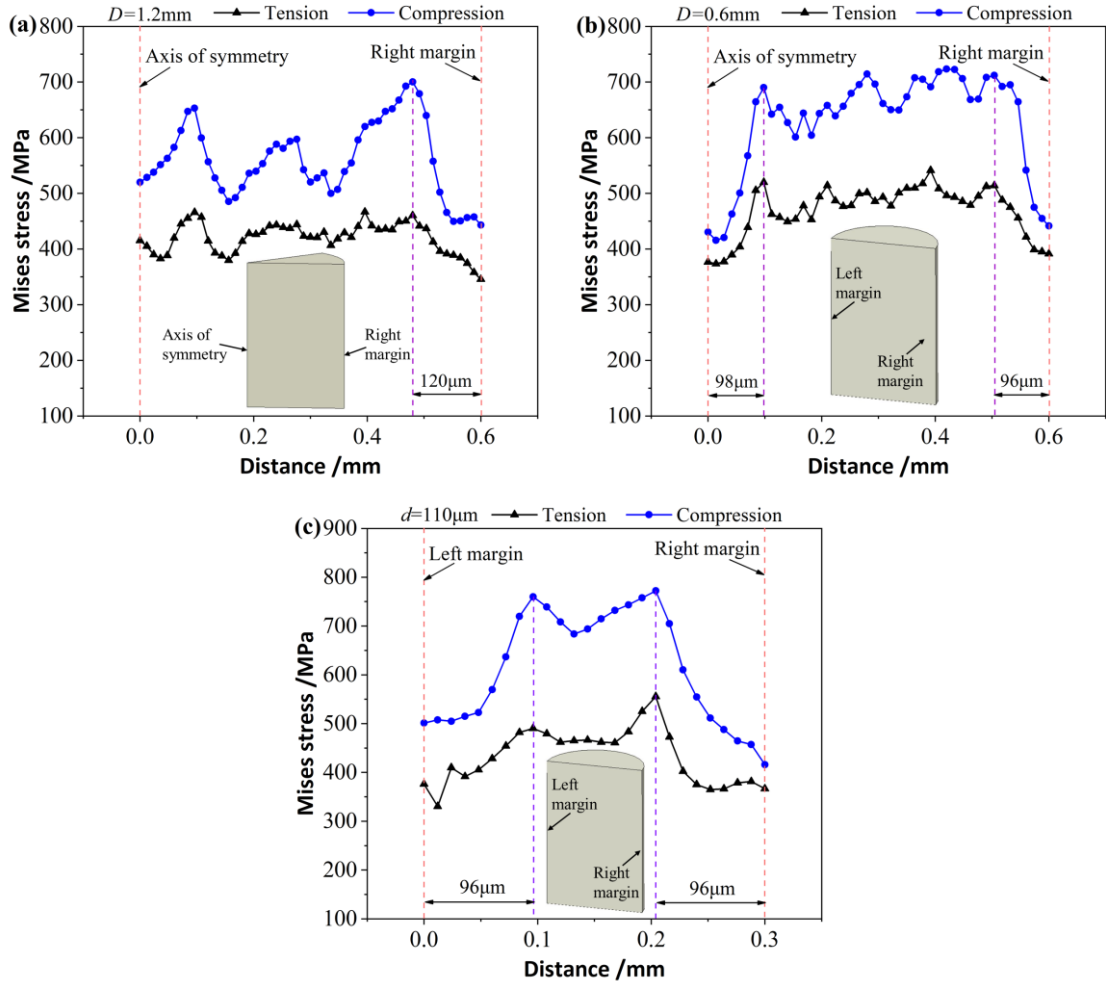 (a)
D=1.2mm
Tension
Compression
800
700
600
500
400
300
200
100
Mises stress /MPa
Axis of symmetry
Right margin
Axis of
symmetry
Right
margin
120μm
0.0
0.2
0.4
0.6
Distance /mm
(b)
D=0.6mm
Tension
Compression
800
700
600
500
400
300
200
100
Mises stress /MPa
Axis of symmetry
Right margin
Left
margin
Right
margin
98μm
96μm
0.0
0.2
0.4
0.6
Distance /mm
(c)
d=110μm
Tension
Compression
900
800
700
600
500
400
300
200
100
Mises stress /MPa
Left margin
Right margin
Left
margin
Right
margin
96μm
96μm
0.0
0.1
0.2
0.3
Distance /mm